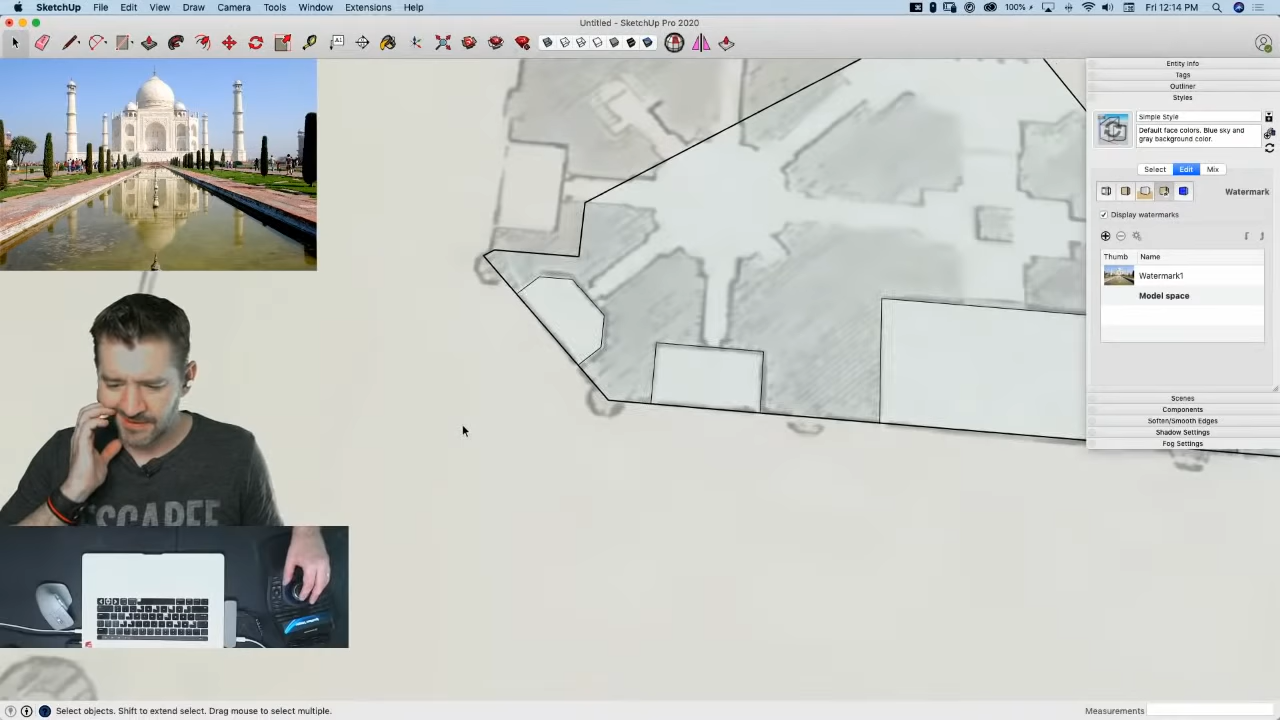 SketchUp File Edit View Draw Camera Tools Window Extensions Help
100% Fri 12:14 PM
Untitled - SketchUp Pro 2020
A1
Entity Info
Tags
Outliner
Styles
Simple Style
Default face colors. Blue sky and
gray background color.
Select Edit Mix
Watermark
Display watermarks
Thumb Name
Watermark1
Model space
Scenes
Components
Soften/Smooth Edges
Shadow Settings
Fog Settings
ESCAPEE
Select objects. Shift to extend select. Drag mouse to select multiple.
Measurements